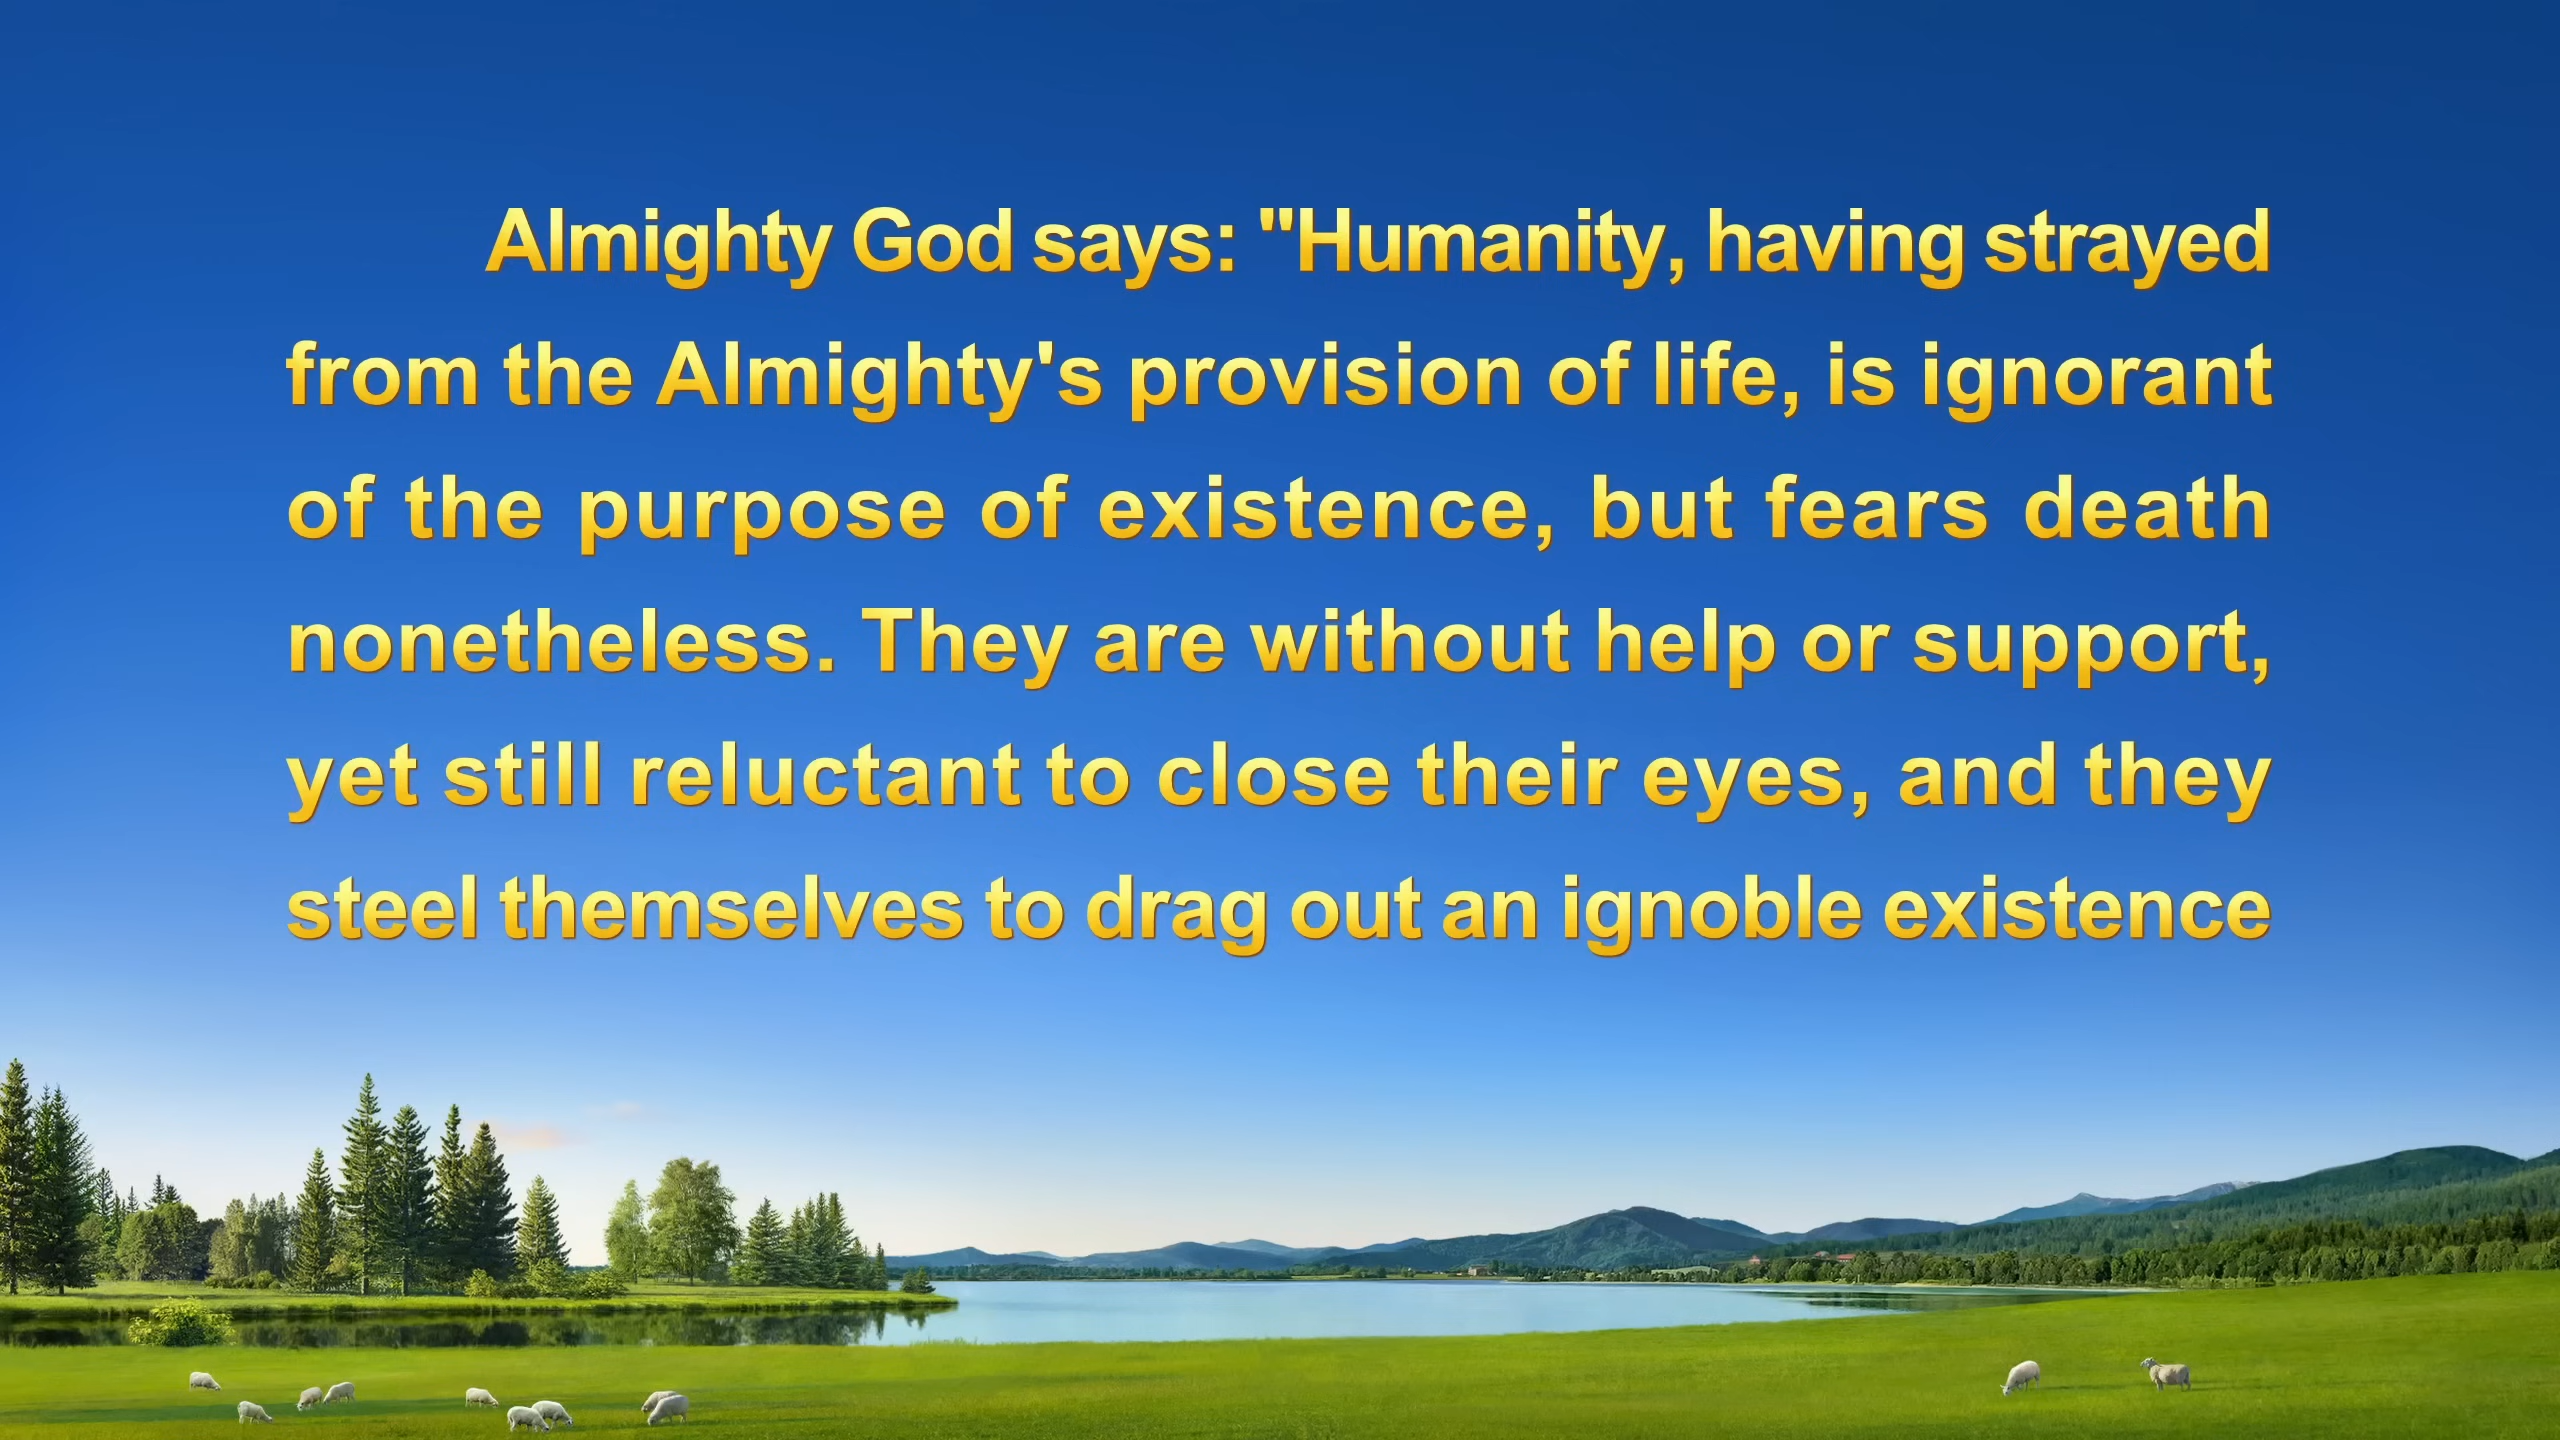 Almighty God says: "Humanity, having strayed
from the Almighty's provision of life, is ignorant
of the purpose of existence, but fears death
nonetheless. They are without help or support,
yet still reluctant to close their eyes, and they
steel themselves to drag out an ignoble existence